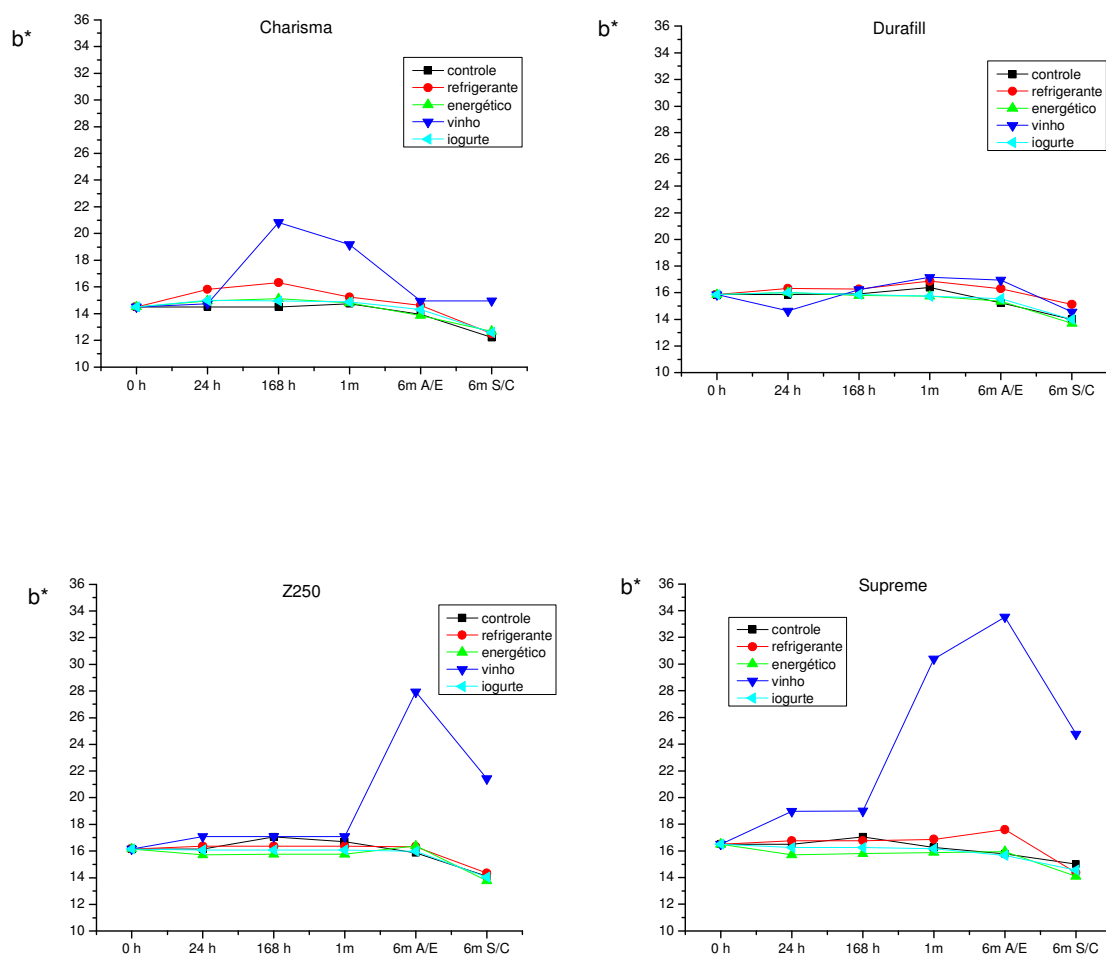 Charisma
b*
36
34
32
30
28
26
24
22
20
18
16
14
12
10
controle
refrigerante
energético
vinho
iogurte
0 h 24 h 168 h 1m 6m A/E 6m S/C
Durafill
b*
36
34
32
30
28
26
24
22
20
18
16
14
12
10
controle
refrigerante
energético
vinho
iogurte
0 h 24 h 168 h 1m 6m A/E 6m S/C
Z250
b*
36
34
32
30
28
26
24
22
20
18
16
14
12
10
controle
refrigerante
energético
vinho
iogurte
0 h 24 h 168 h 1m 6m A/E 6m S/C
Supreme
b*
36
34
32
30
28
26
24
22
20
18
16
14
12
10
controle
refrigerante
energético
vinho
iogurte
0 h 24 h 168 h 1m 6m A/E 6m S/C